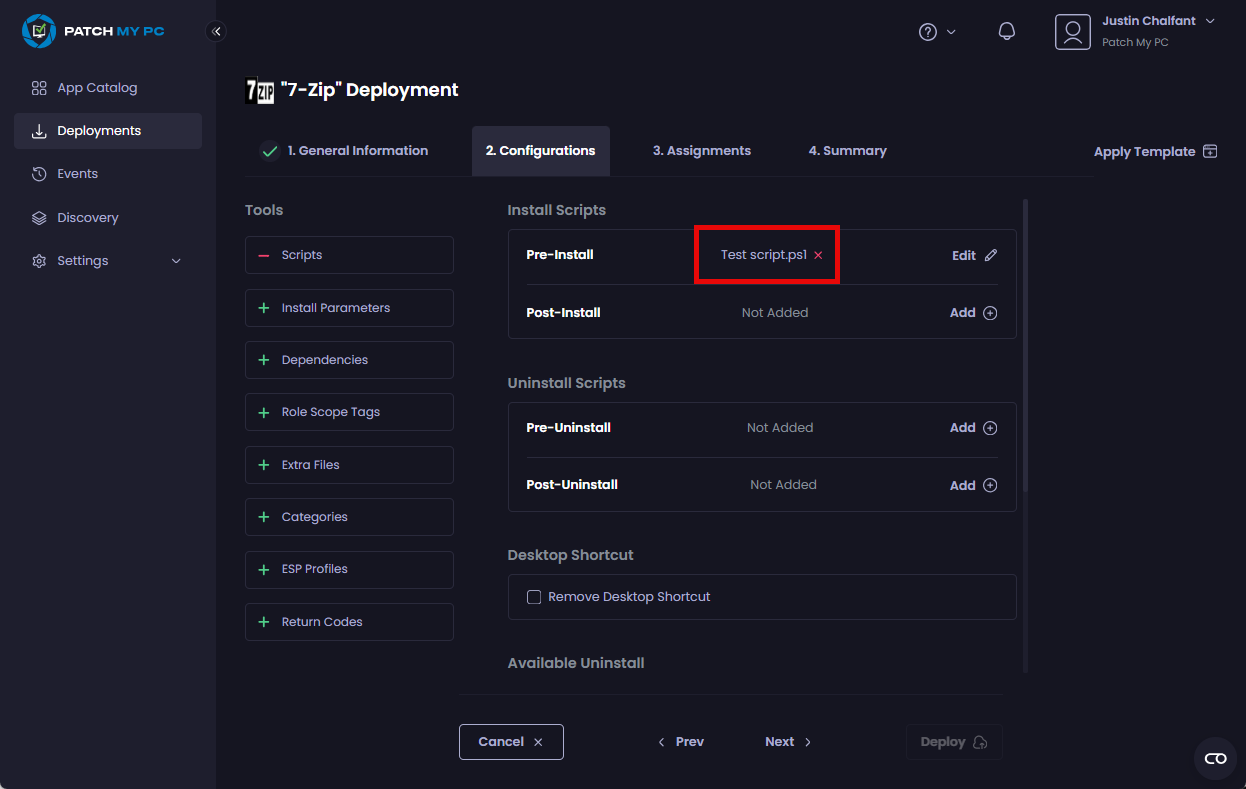 PATCH MY PC
Justin Chalfant
Patch My PC
App Catalog
Deployments
Events
Discovery
Settings
7ZIP "7-Zip" Deployment
1. General Information
2. Configurations
3. Assignments
4. Summary
Apply Template
Tools
Scripts
Install Parameters
Dependencies
Role Scope Tags
Extra Files
Categories
ESP Profiles
Return Codes
Install Scripts
Pre-Install Test script.ps1 Edit
Post-Install Not Added Add
Uninstall Scripts
Pre-Uninstall Not Added Add
Post-Uninstall Not Added Add
Desktop Shortcut
Remove Desktop Shortcut
Available Uninstall
Cancel Prev Next Deploy